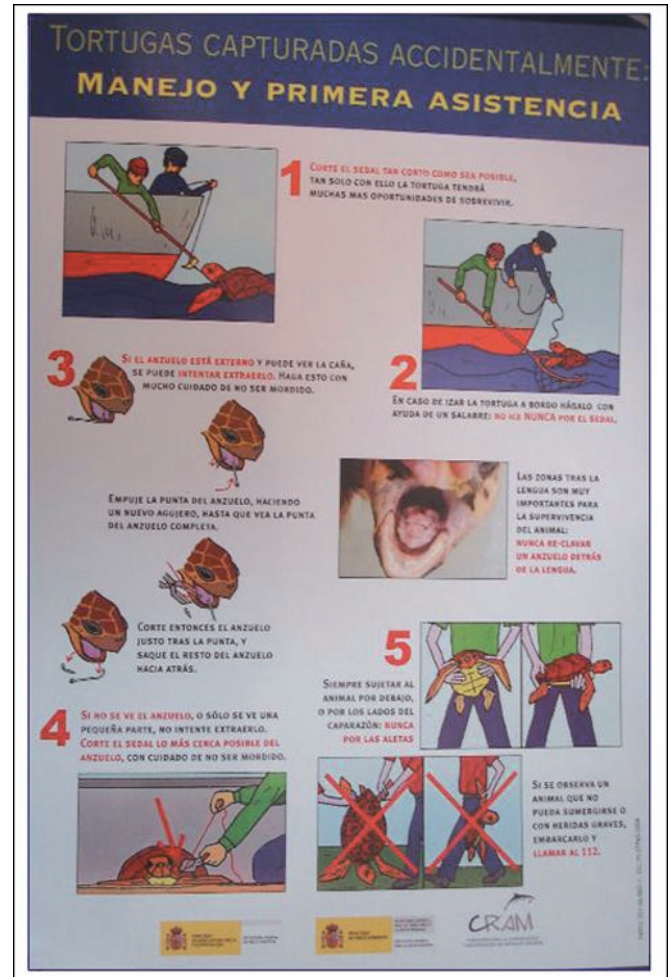 TORTUGAS CAPTURADAS ACCIDENTALMENTE:
MANEJO Y PRIMERA ASISTENCIA
1
CORTE EL SEDAL TAN CORTO COMO SEA POSIBLE,
TAN SOLO CON ELLO LA TORTUGA TENDRÁ
MUCHAS MAS OPORTUNIDADES DE SOBREVIVIR.
2
EN CASO DE IZAR LA TORTUGA A BORDO HÁGALO CON
AYUDA DE UN SALABRE: NO ICE NUNCA POR EL SEDAL.
3
SI EL ANZUELO ESTÁ EXTERNO Y PUEDE VER LA CAÑA,
SE PUEDE INTENTAR EXTRAERLO. HAGA ESTO CON
MUCHO CUIDADO DE NO SER MORDIDO.
EMPUJE LA PUNTA DEL ANZUELO, HACIENDO
UN NUEVO AGUJERO, HASTA QUE VEA LA PUNTA
DEL ANZUELO COMPLETA.
LAS ZONAS TRAS LA
LENGUA SON MUY
IMPORTANTES PARA
LA SUPERVIVENCIA
DEL ANIMAL:
NUNCA RE-CLAVAR
UN ANZUELO DETRÁS
DE LA LENGUA.
CORTE ENTONCES EL ANZUELO
JUSTO TRAS LA PUNTA, Y
SAQUE EL RESTO DEL ANZUELO
HACIA ATRÁS.
4
SI NO SE VE EL ANZUELO, O SÓLO SE VE UNA
PEQUEÑA PARTE, NO INTENTE EXTRAERLO.
CORTE EL SEDAL LO MÁS CERCA POSIBLE DEL
ANZUELO, CON CUIDADO DE NO SER MORDIDO.
5
SIEMPRE SUJETAR AL
ANIMAL POR DEBAJO,
O POR LOS LADOS DEL
CAPARAZÓN: NUNCA
POR LAS ALETAS
SI SE OBSERVA UN
ANIMAL QUE NO
PUEDA SUMERGIRSE O
CON HERIDAS GRAVES,
EMBARCARLO Y
LLAMAR AL 112.
CRAM